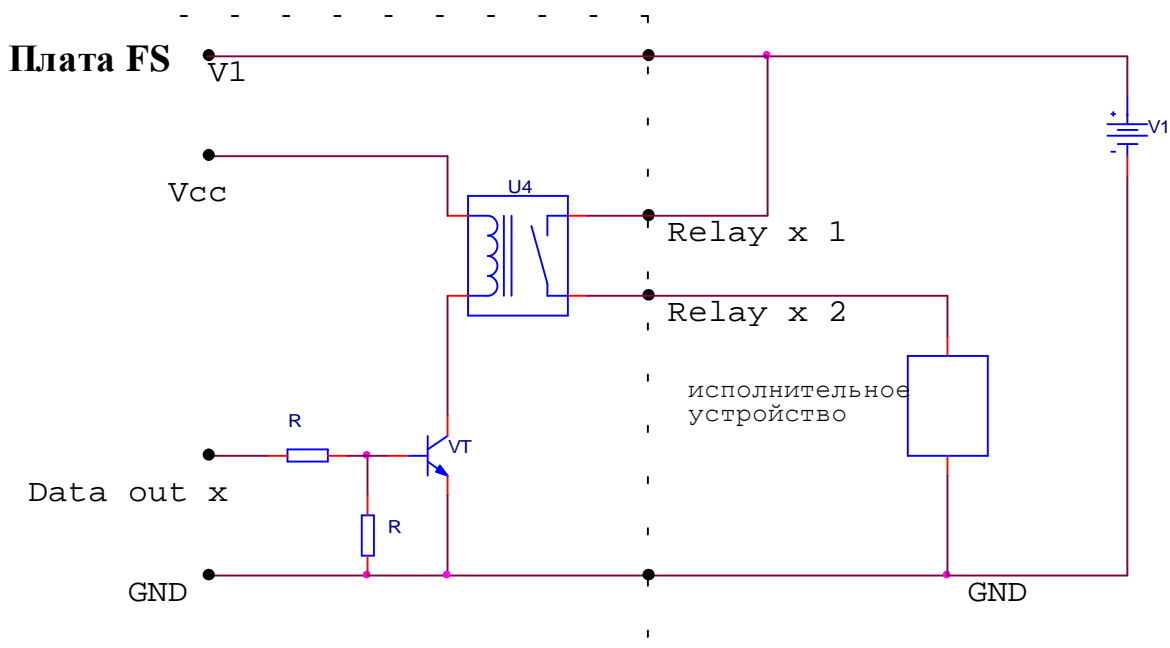 Плата FS
V1
+
V1
-
Vcc
U4
Relay x 1
Relay x 2
исполнительное
устройство
R
VT
Data out x
R
GND
GND